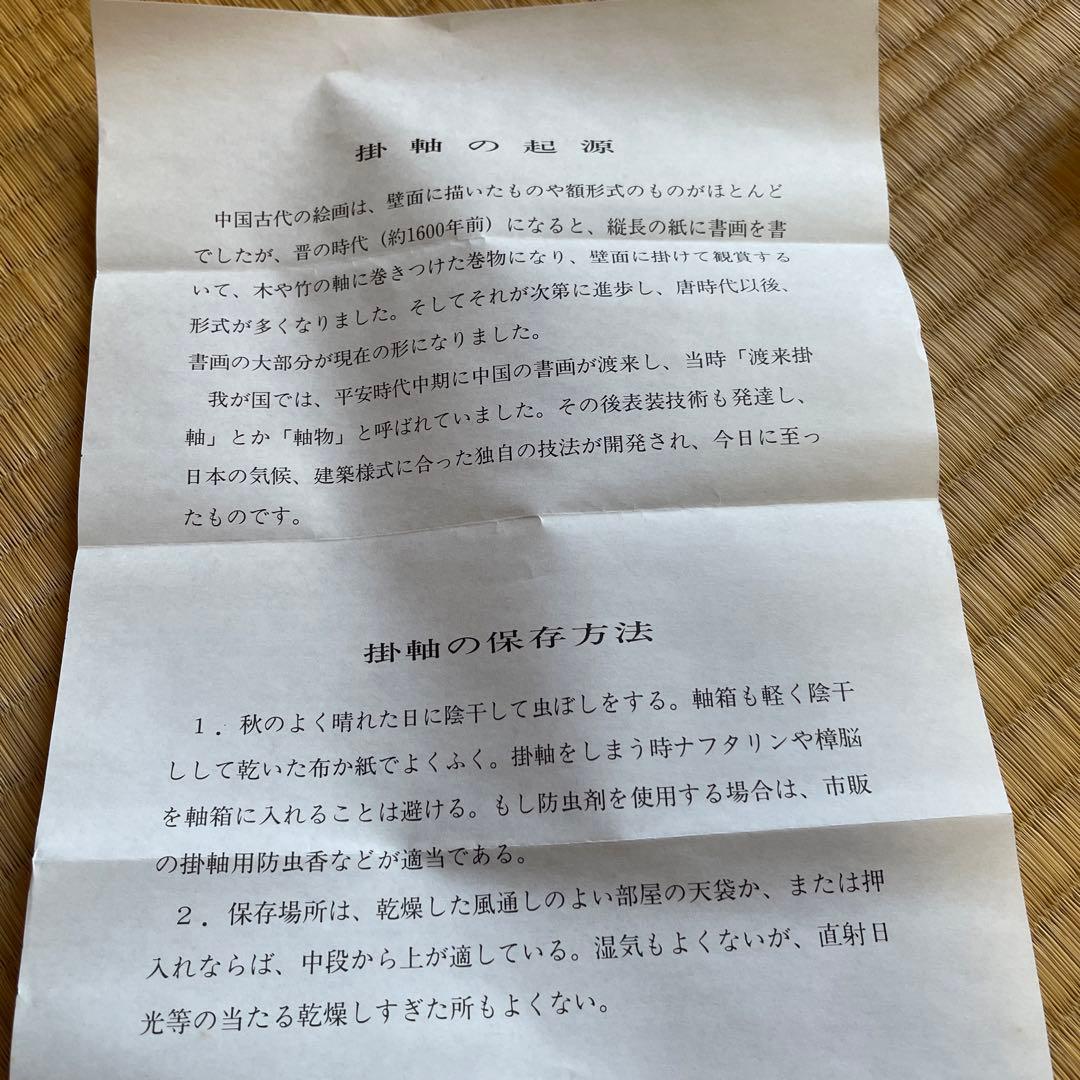 掛軸の起源
中国古代の絵画は、壁面に描いたものや額形式のものがほとんど
でしたが、晋の時代（約1600年前）になると、縦長の紙に書画を書
いて、木や竹の軸に巻きつけた巻物になり、壁面に掛けて観賞する
形式が多くなりました。そしてそれが次第に進歩し、唐時代以後、
書画の大部分が現在の形になりました。
我が国では、平安時代中期に中国の書画が渡来し、当時「渡来掛
軸」とか「軸物」と呼ばれていました。その後表装技術も発達し、
日本の気候、建築様式に合った独自の技法が開発され、今日に至っ
たものです。
掛軸の保存方法
1．秋のよく晴れた日に陰干して虫ぼしをする。軸箱も軽く陰干
しして乾いた布か紙でよくふく。掛軸をしまう時ナフタリンや樟脳
を軸箱に入れることは避ける。もし防虫剤を使用する場合は、市販
の掛軸用防虫香などが適当である。
2．保存場所は、乾燥した風通しのよい部屋の天袋か、または押
入れならば、中段から上が適している。湿気もよくないが、直射日
光等の当たる乾燥しすぎた所もよくない。